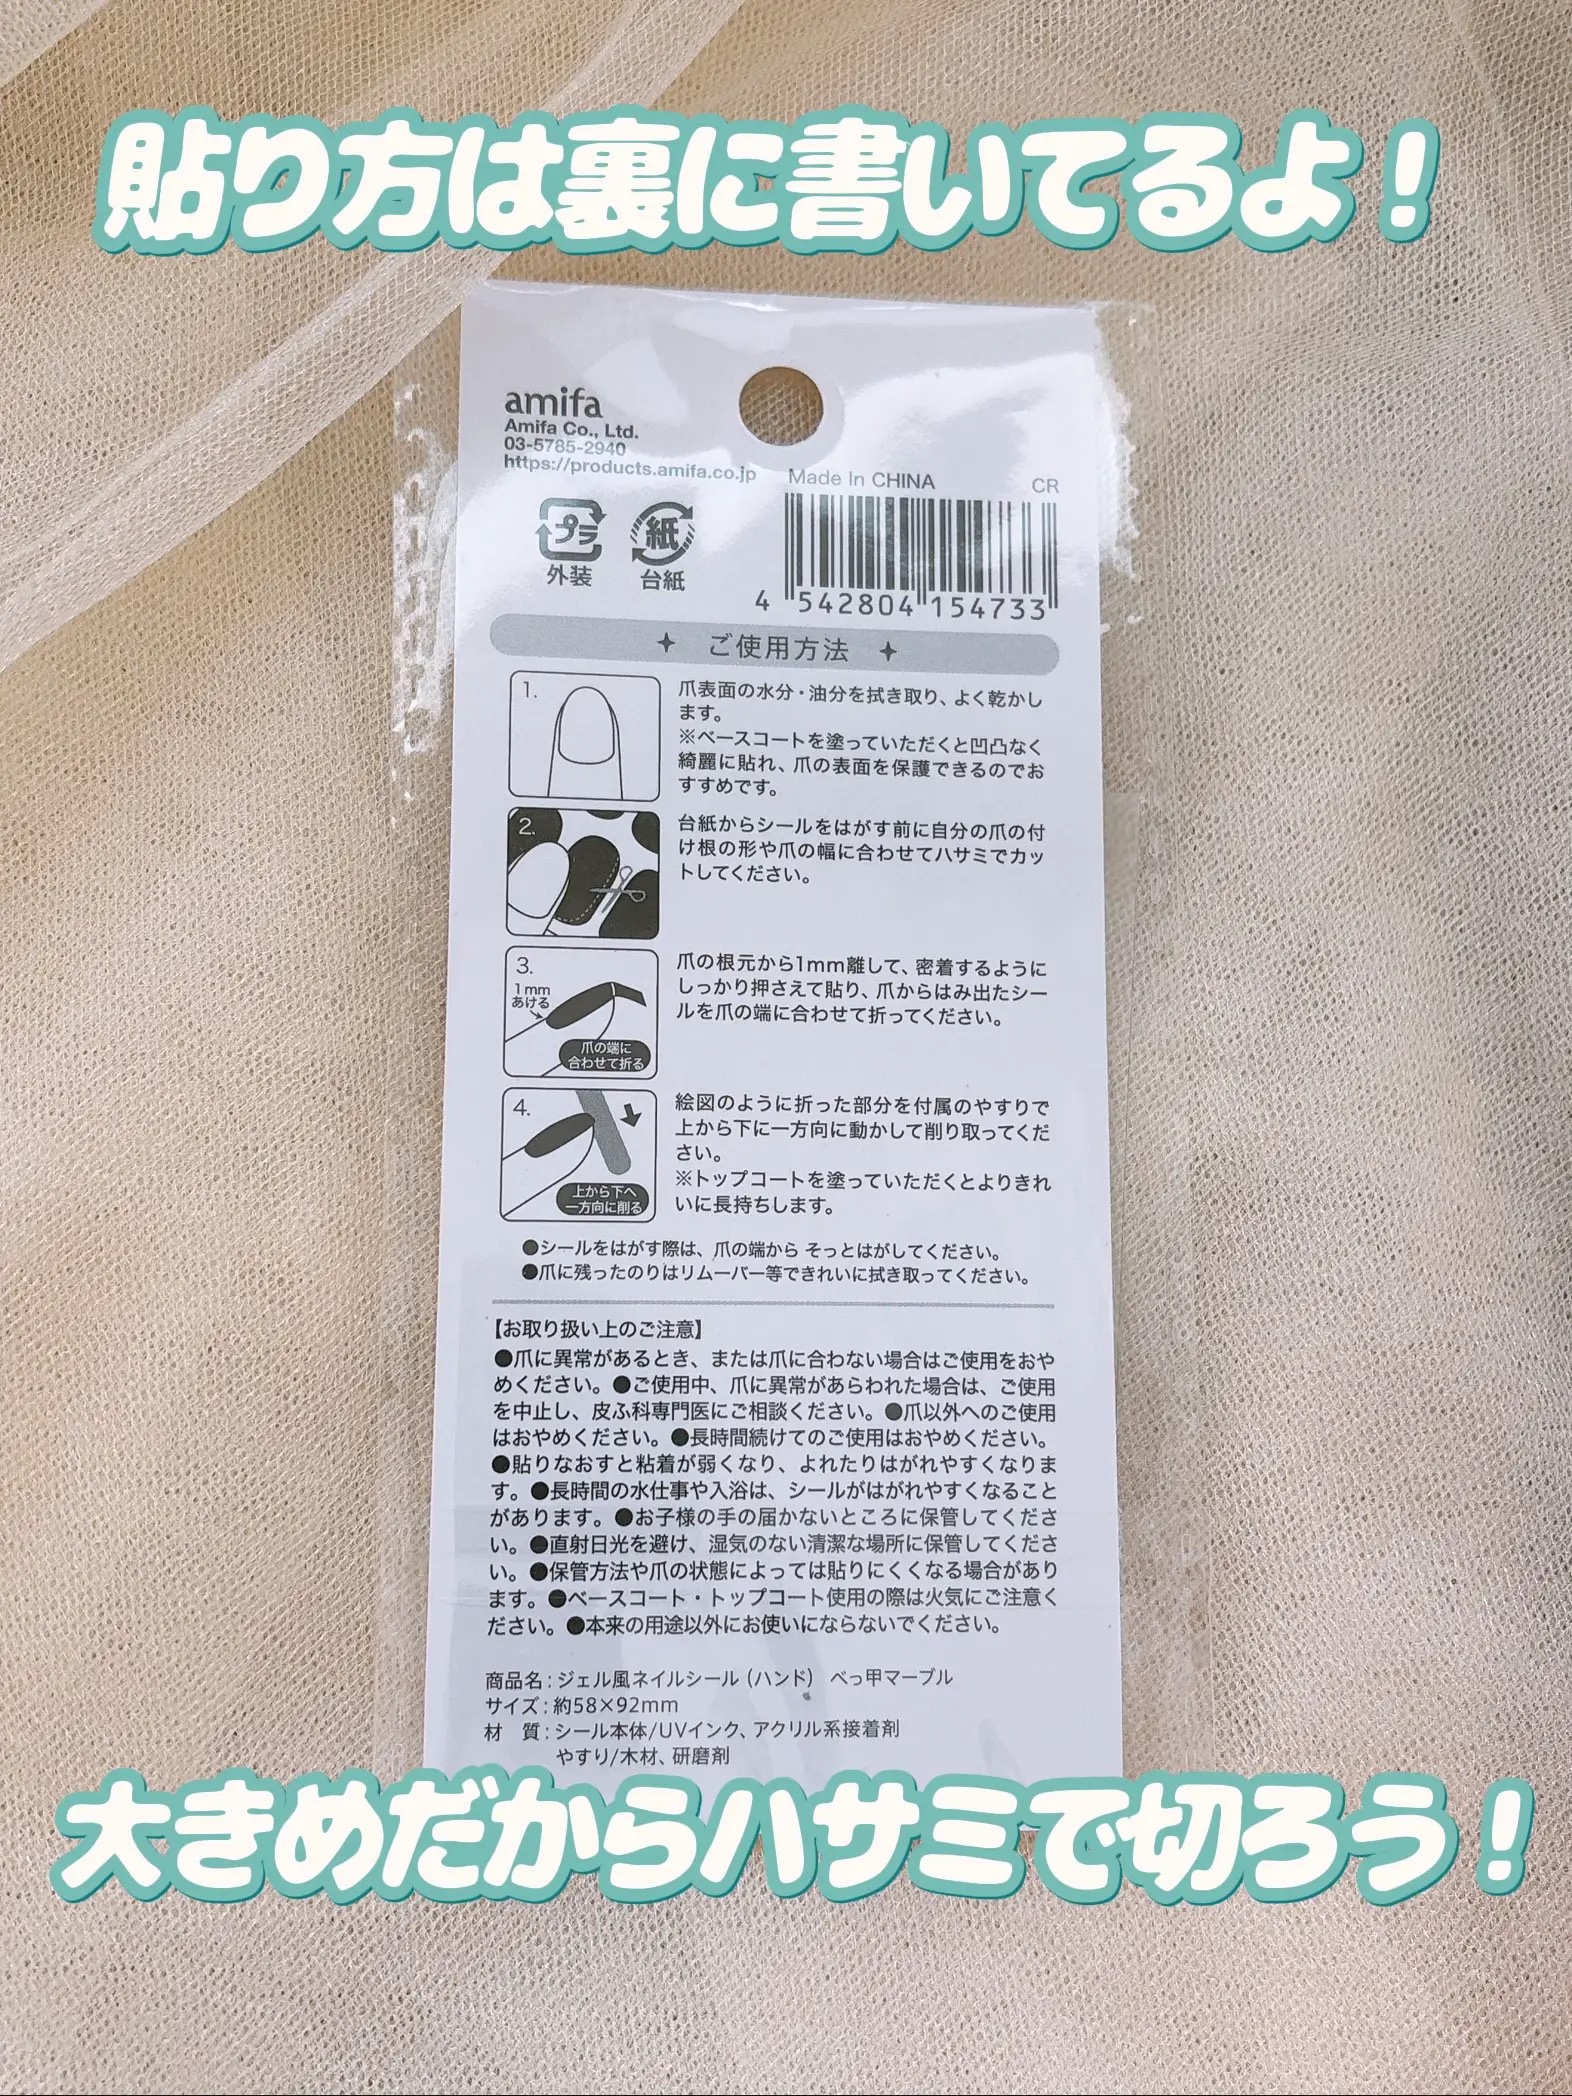 貼り方は裏に書いてるよ！
amifa
Amifa Co., Ltd.
03-5785-2940
https://products.amifa.co.jp
Made In CHINA
CR
プラ
外装
紙
台紙
4 542804 154733
ご使用方法
1.
爪表面の水分・油分を拭き取り、よく乾かし
ます。
※ベースコートを塗っていただくと凹凸なく
綺麗に貼れ、爪の表面を保護できるのでお
すすめです。
2.
台紙からシールをはがす前に自分の爪の付
け根の形や爪の幅に合わせてハサミでカッ
トしてください。
3.
1mm
あける
爪の端に
合わせて折る
爪の根元から1mm離して、密着するように
しっかり押さえて貼り、爪からはみ出たシー
ルを爪の端に合わせて折ってください。
4.
上から下へ
一方向に削る
絵図のように折った部分を付属のやすりで
上から下に一方向に動かして削り取ってくだ
さい。
※トップコートを塗っていただくとよりきれ
いに長持ちします。
●シールをはがす際は、爪の端から そっとはがしてください。
●爪に残ったのりはリムーバー等できれいに拭き取ってください。
【お取り扱い上のご注意】
●爪に異常があるとき、または爪に合わない場合はご使用をおや
めください。●ご使用中、爪に異常があらわれた場合は、ご使用
を中止し、皮ふ科専門医にご相談ください。●爪以外へのご使用
はおやめください。●長時間続けてのご使用はおやめください。
●貼りなおすと粘着が弱くなり、よれたりはがれやすくなりま
す。●長時間の水仕事や入浴は、シールがはがれやすくなること
があります。●お子様の手の届かないところに保管してくださ
い。●直射日光を避け、湿気のない清潔な場所に保管してくださ
い。●保管方法や爪の状態によっては貼りにくくなる場合があり
ます。●ベースコート・トップコート使用の際は火気にご注意く
ださい。●本来の用途以外にお使いにならないでください。
商品名：ジェル風ネイルシール（ハンド） べっ甲マーブル
サイズ：約58×92mm
材　質：シール本体/UVインク、アクリル系接着剤
やすり/木材、研磨剤
大きめだからハサミで切ろう！